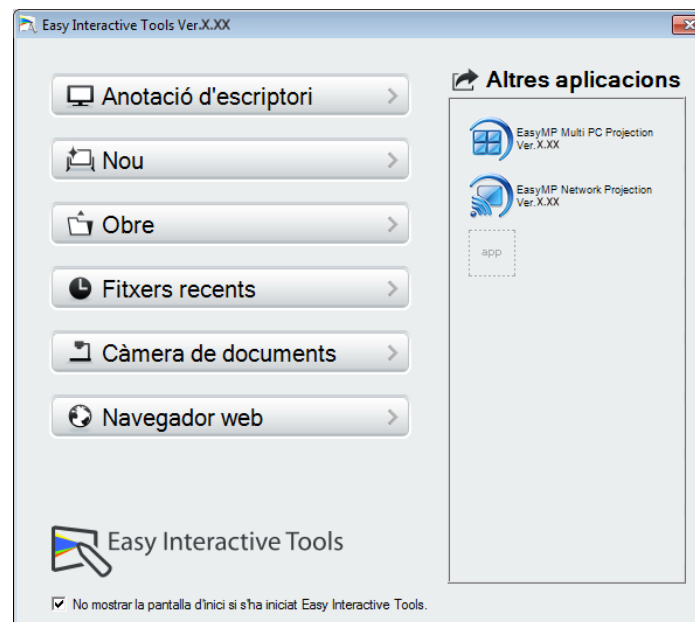 Easy Interactive Tools Ver.X.XX
Anotació d'escriptori
Nou
Obre
Fitxers recents
Càmera de documents
Navegador web
Altres aplicacions
EasyMP Multi PC Projection
Ver.X.XX
EasyMP Network Projection
Ver.X.XX
app
Easy Interactive Tools
No mostrar la pantalla d'inici si s'ha iniciat Easy Interactive Tools.